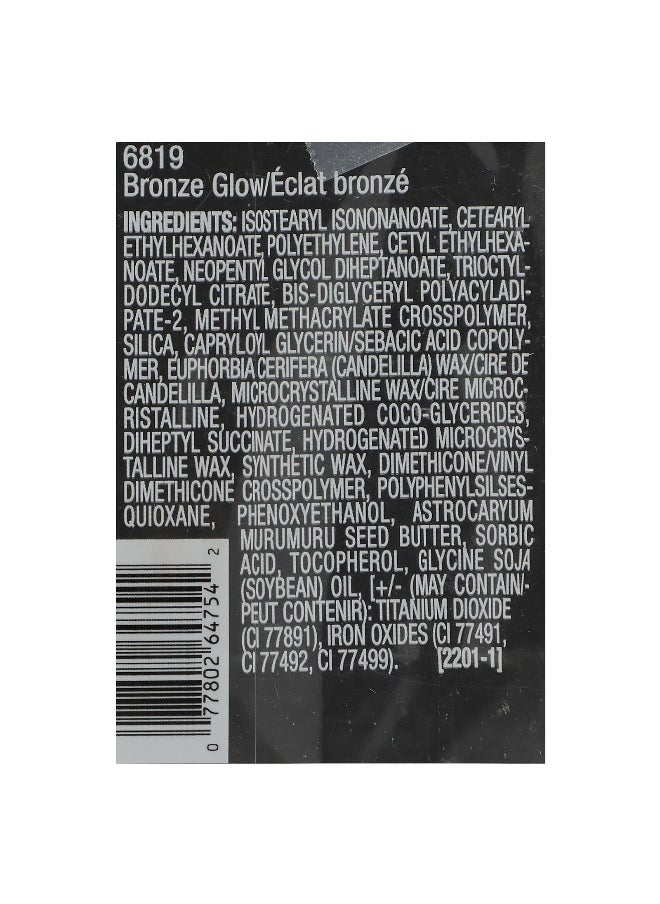 6819
Bronze Glow/Éclat bronzé
INGREDIENTS: ISOSTEARYL ISONONANOATE, CETEARYL
ETHYLHEXANOATE, POLYETHYLENE, CETYL ETHYLHEXA-
NOATE, NEOPENTYL GLYCOL DIHEPTANOATE, TRIOCTYL-
DODECYL CITRATE, BIS-DIGLYCERYL POLYACYLADI-
PATE-2, METHYL METHACRYLATE CROSSPOLYMER,
SILICA, CAPRYLOYL GLYCERIN/SEBACIC ACID COPOLY-
MER, EUPHORBIA CERIFERA (CANDELILLA) WAX/CIRE DE
CANDELILLA, MICROCRYSTALLINE WAX/CIRE MICROC-
RISTALLINE, HYDROGENATED COCO-GLYCERIDES,
DIHEPTYL SUCCINATE, HYDROGENATED MICROCRYS-
TALLINE WAX, SYNTHETIC WAX, DIMETHICONE/VINYL
DIMETHICONE CROSSPOLYMER, POLYPHENYLSILSES-
QUIOXANE, PHENOXYETHANOL, ASTROCARYUM
MURUMURU SEED BUTTER, SORBIC
ACID, TOCOPHEROL, GLYCINE SOJA
(SOYBEAN) OIL, [+/- (MAY CONTAIN/-
PEUT CONTENIR): TITANIUM DIOXIDE
(CI 77891), IRON OXIDES (CI 77491,
CI 77492, CI 77499). [2201-1]
0 77802 64754 2